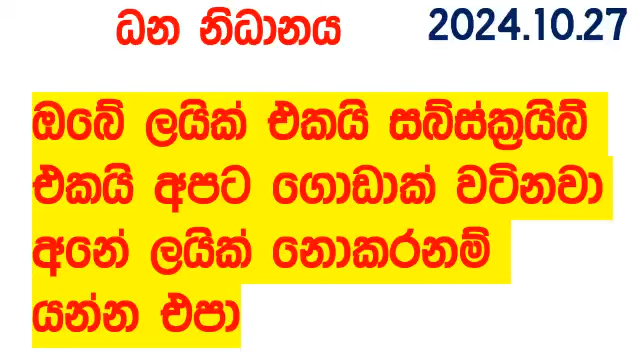 ධන නිධානය 2024.10.27
ඔබේ ලයික් එකයි සබ්ස්ක්‍රයිබ්
එකයි අපට ගොඩාක් වටිනවා
අනේ ලයික් නොකරනම්
යන්න එපා